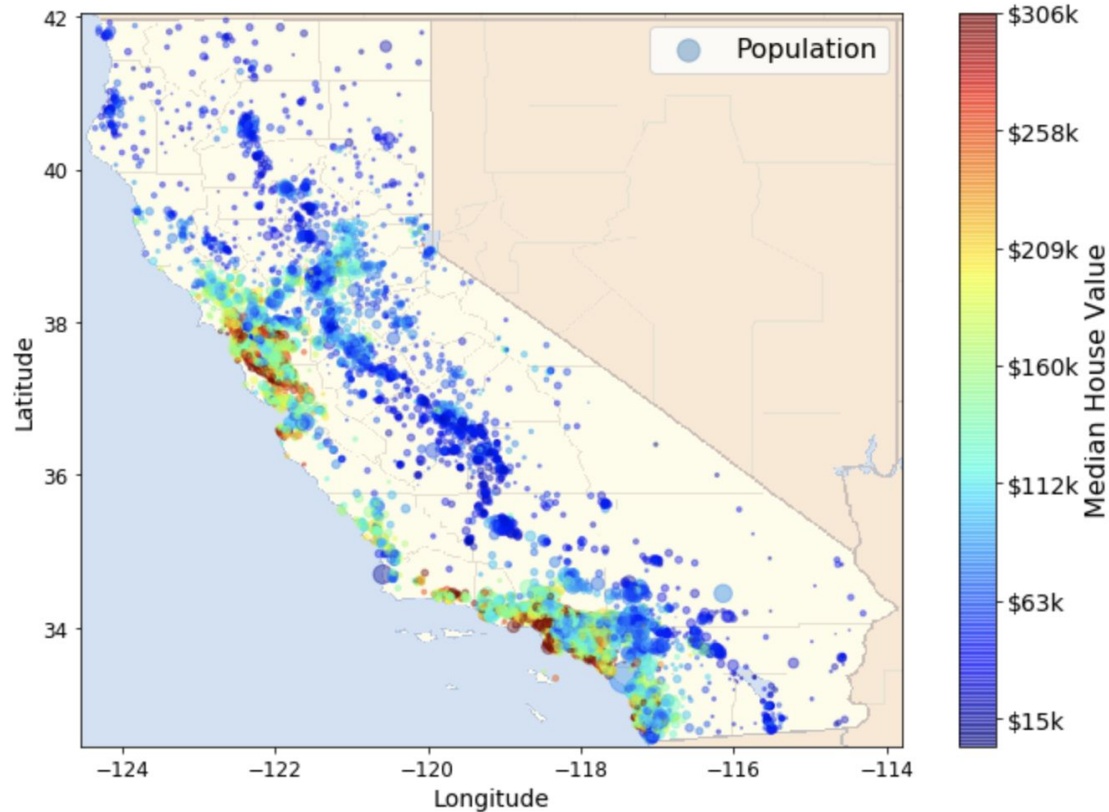 42
40
38
36
34
Latitude
−124
−122
−120
−118
−116
−114
Longitude
Population
$306k
$258k
$209k
$160k
$112k
$63k
$15k
Median House Value